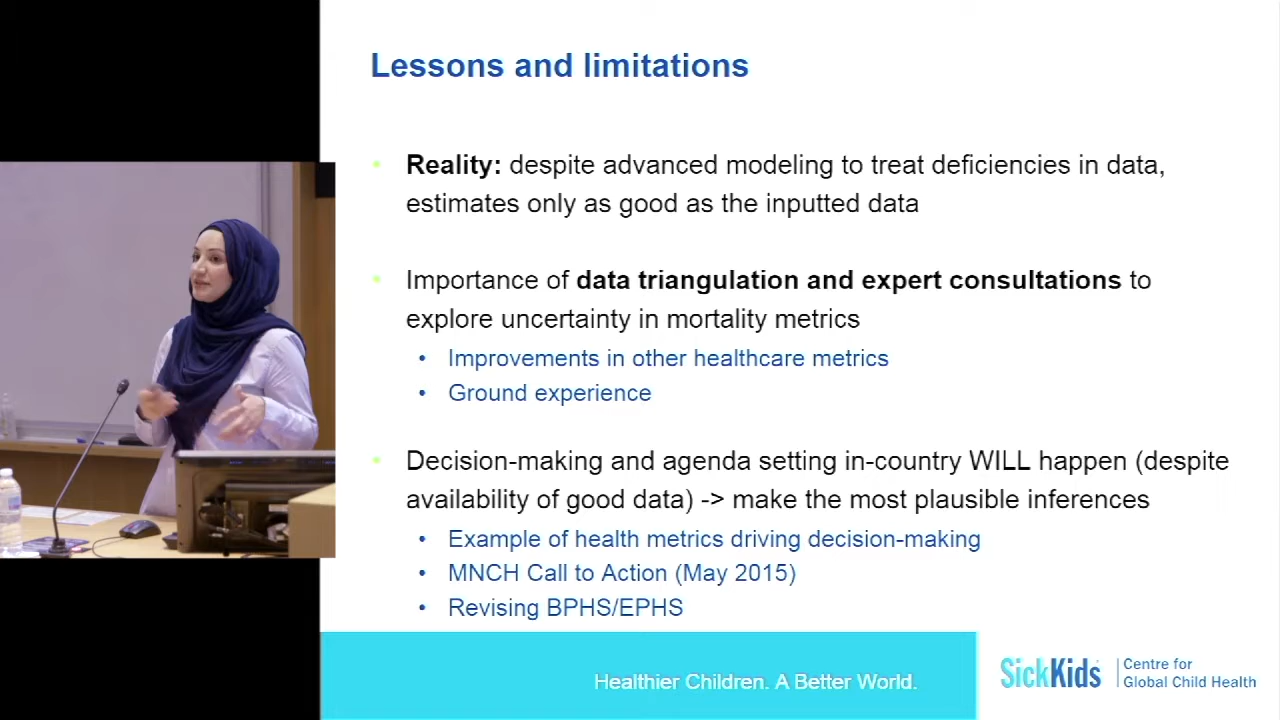 Lessons and limitations
• Reality: despite advanced modeling to treat deficiencies in data,
estimates only as good as the inputted data
• Importance of data triangulation and expert consultations to
explore uncertainty in mortality metrics
• Improvements in other healthcare metrics
• Ground experience
• Decision-making and agenda setting in-country WILL happen (despite
availability of good data) -> make the most plausible inferences
• Example of health metrics driving decision-making
• MNCH Call to Action (May 2015)
• Revising BPHS/EPHS
Healthier Children. A Better World.
SickKids
Centre for
Global Child Health